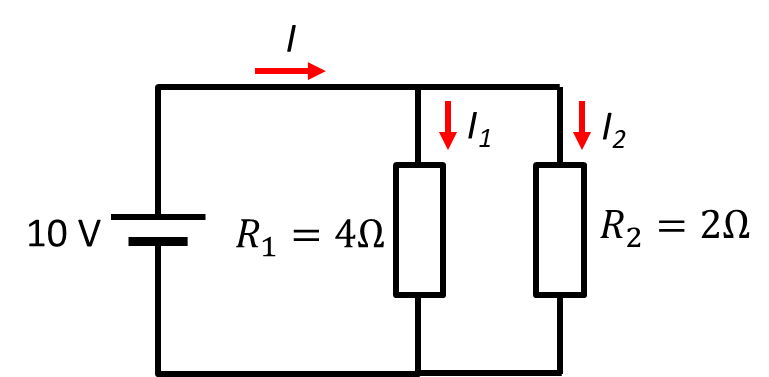 I
I₁
I₂
10 V
R₁ = 4Ω
R₂ = 2Ω